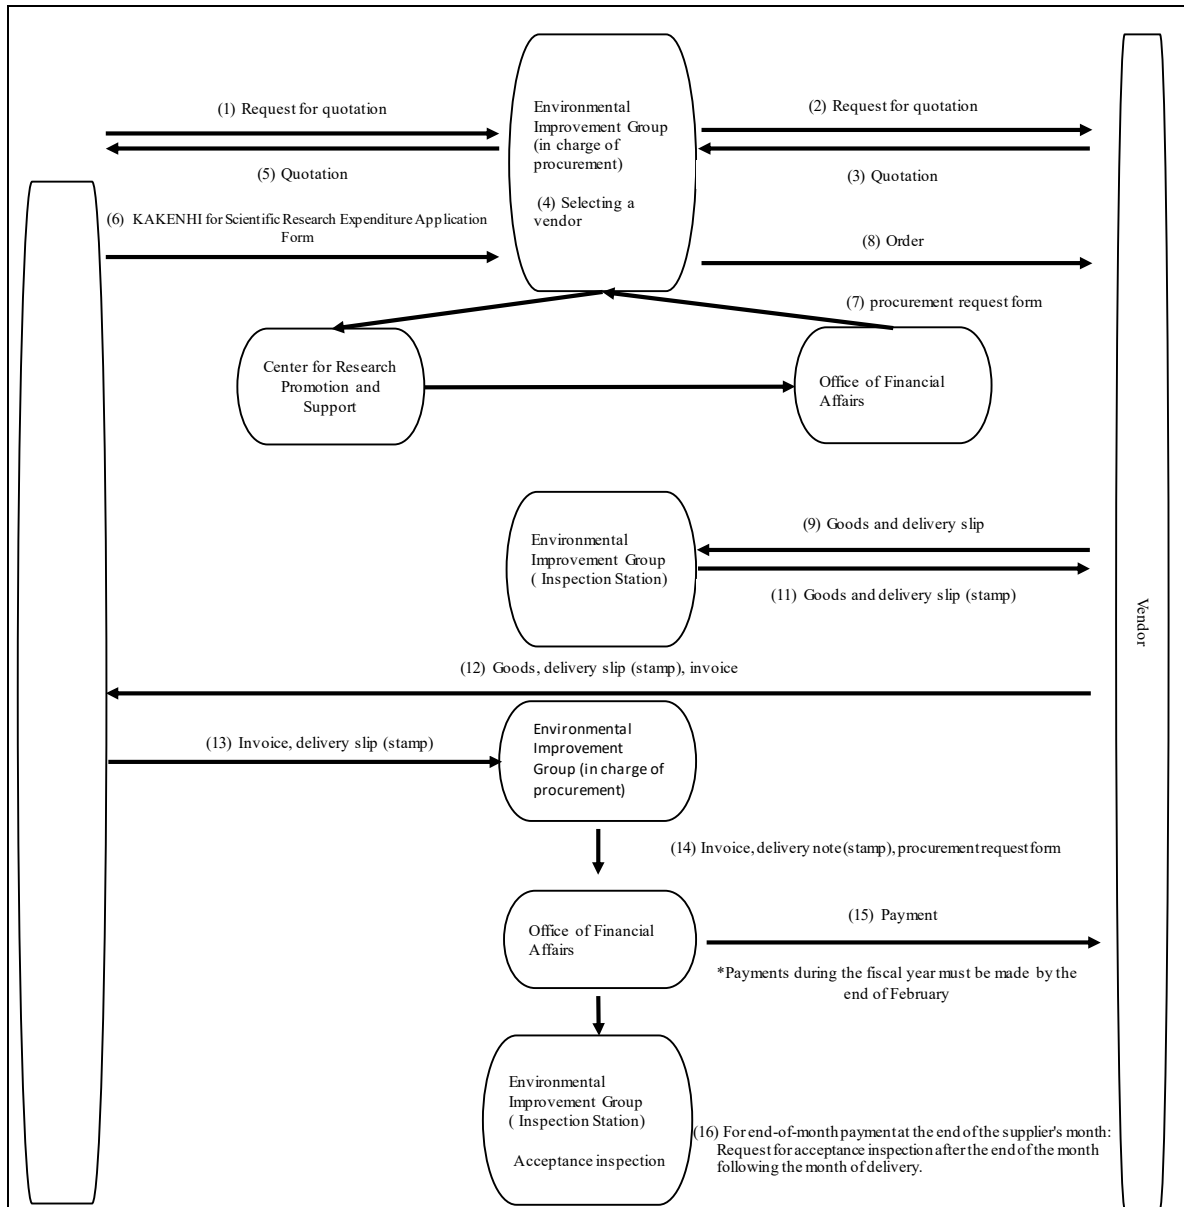 (1) Request for quotation
(2) Request for quotation
Environmental
Improvement Group
(in charge of
procurement)
(5) Quotation
(3) Quotation
(4) Selecting a
vendor
(6) KAKENHI for Scientific Research Expenditure Application
Form
(8) Order
(7) procurement request form
Center for Research
Promotion and
Support
Office of Financial
Affairs
(9) Goods and delivery slip
Environmental
Improvement Group
( Inspection Station)
(11) Goods and delivery slip (stamp)
Vendor
(12) Goods, delivery slip (stamp), invoice
(13) Invoice, delivery slip (stamp)
Environmental
Improvement
Group (in charge of
procurement)
(14) Invoice, delivery note (stamp), procurement request form
(15) Payment
Office of Financial
Affairs
*Payments during the fiscal year must be made by the
end of February
Environmental
Improvement Group
( Inspection Station)
Acceptance inspection
(16) For end-of-month payment at the end of the supplier's month:
Request for acceptance inspection after the end of the month
following the month of delivery.